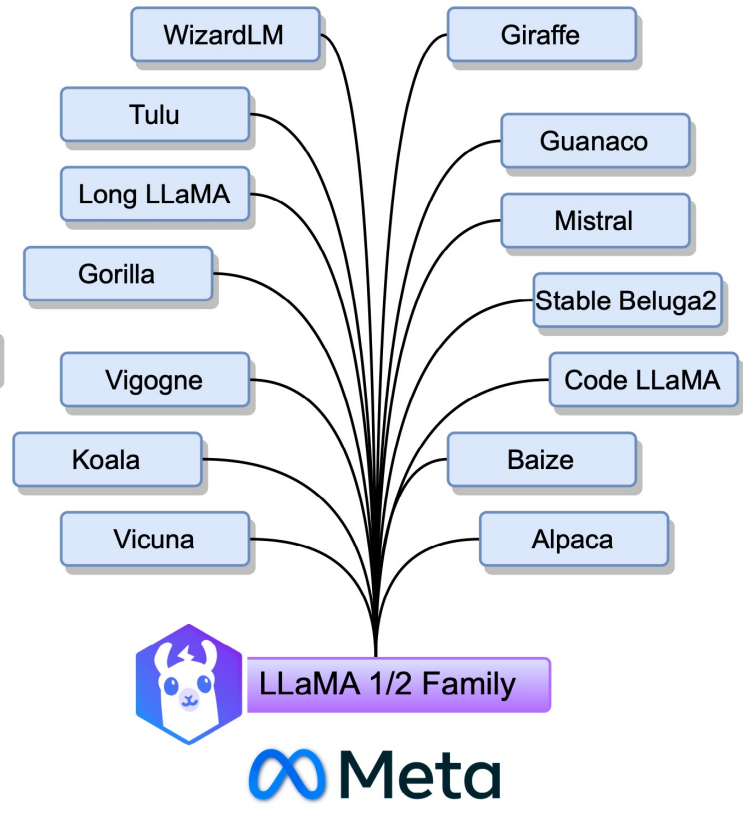 WizardLM
Giraffe
Tulu
Guanaco
Long LLaMA
Mistral
Gorilla
Stable Beluga2
Vigogne
Code LLaMA
Koala
Baize
Vicuna
Alpaca
LLaMA 1/2 Family
Meta